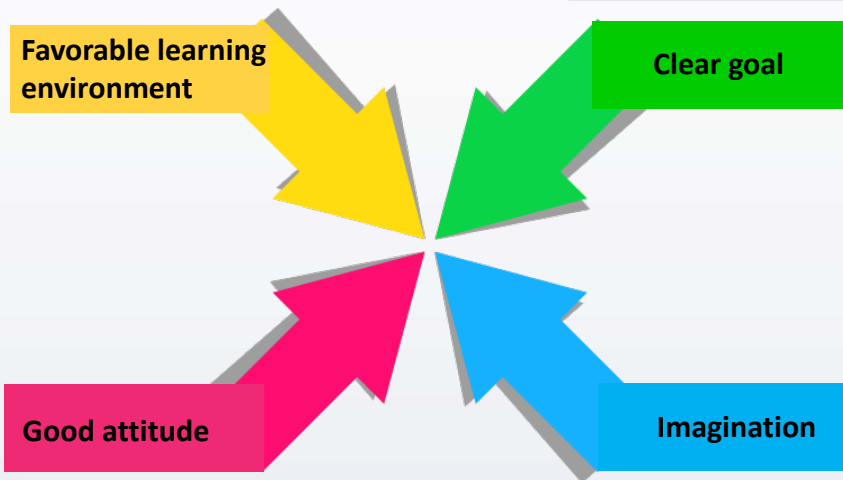 Favorable learning
environment
Clear goal
Good attitude
Imagination